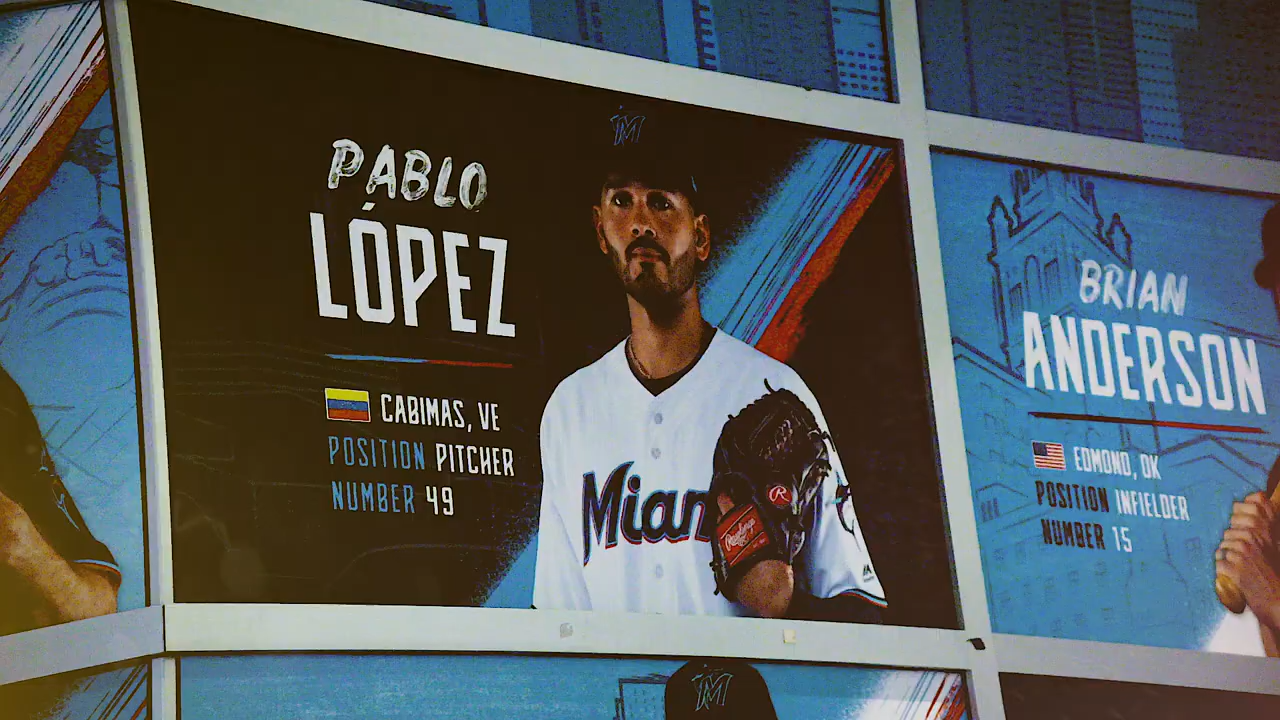 PABLO
LÓPEZ
CABIMAS, VE
POSITION PITCHER
NUMBER 49
M
Miam
R
Rawlings
BRIAN
ANDERSON
EDMOND, OK
POSITION INFIELDER
NUMBER 15
M